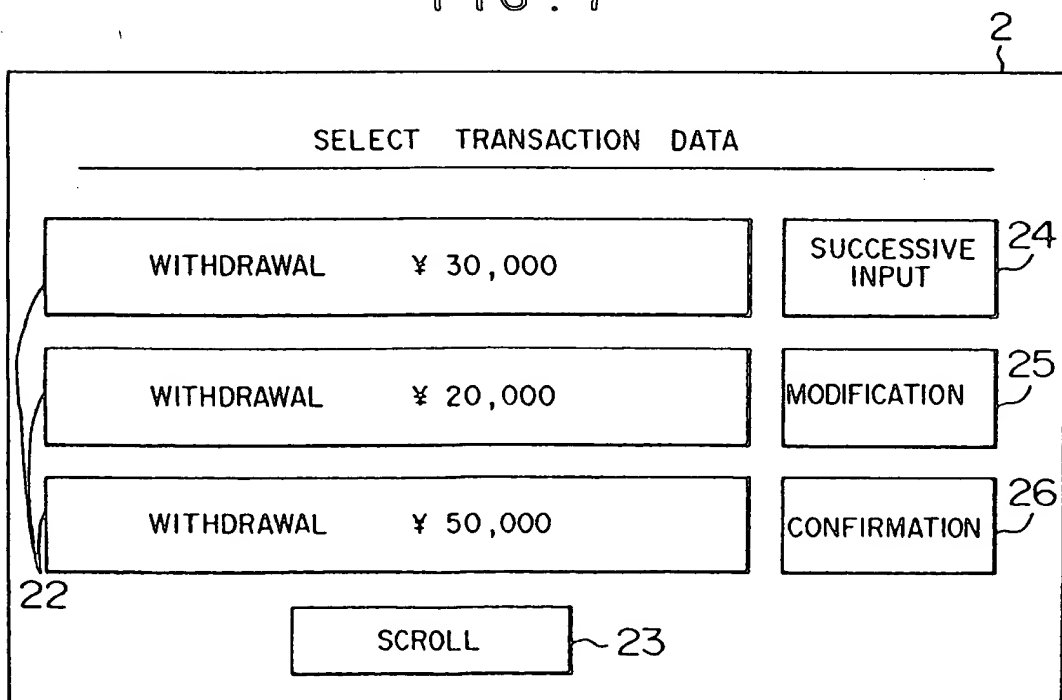 2
SELECT TRANSACTION DATA
WITHDRAWAL ¥ 30,000
SUCCESSIVE
INPUT
24
WITHDRAWAL ¥ 20,000
MODIFICATION
25
WITHDRAWAL ¥ 50,000
CONFIRMATION
26
22
SCROLL
23